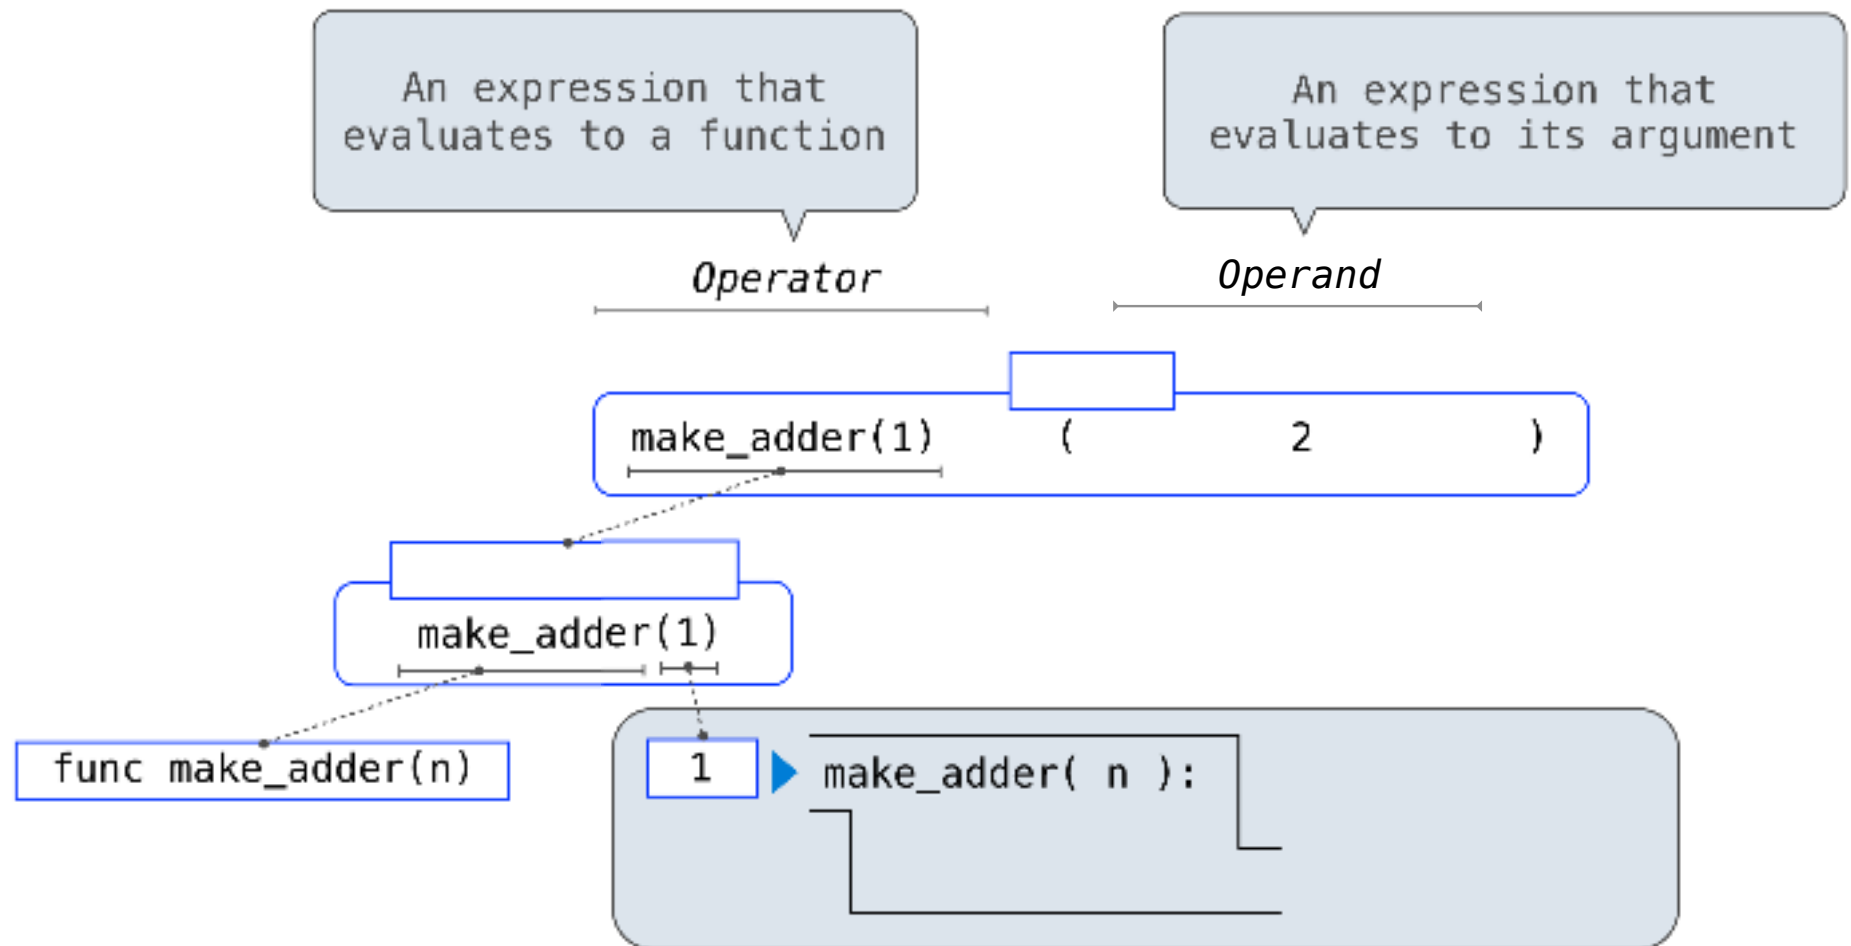 An expression that
evaluates to a function
An expression that
evaluates to its argument
Operator
Operand
make_adder(1) ( 2 )
make_adder(1)
func make_adder(n)
1
make_adder( n ):